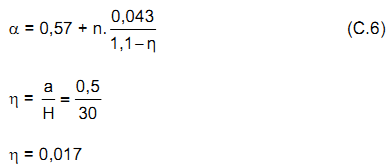 α = 0,57 + n. 0,043 / 1,1−η (C.6)
η = a / H = 0,5 / 30
η = 0,017